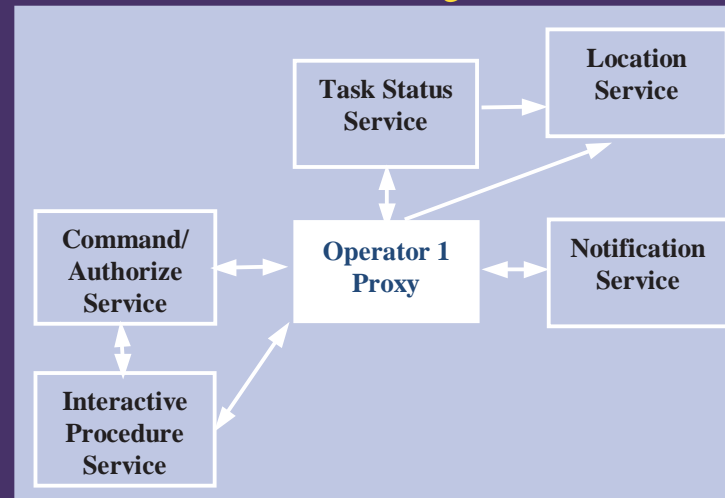 Location
Service
Task Status
Service
Command/
Authorize
Service
Operator 1
Proxy
Notification
Service
Interactive
Procedure
Service